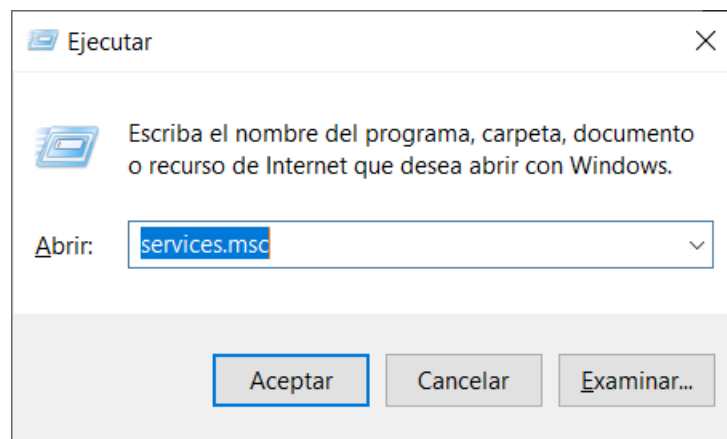 Ejecutar
Escriba el nombre del programa, carpeta, documento
o recurso de Internet que desea abrir con Windows.
Abrir: services.msc
Aceptar Cancelar Examinar...